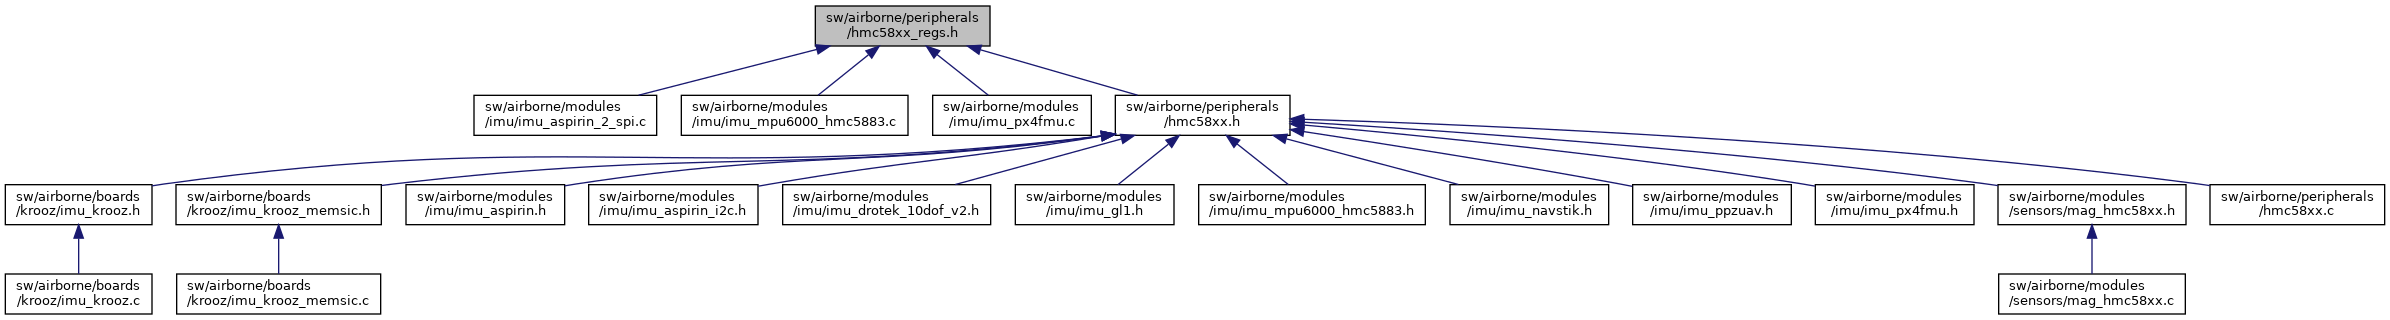 sw/airborne/peripherals
/hmc58xx_regs.h
sw/airborne/modules
/imu/imu_aspirin_2_spi.c
sw/airborne/modules
/imu/imu_mpu6000_hmc5883.c
sw/airborne/modules
/imu/imu_px4fmu.c
sw/airborne/peripherals
/hmc58xx.h
sw/airborne/boards
/krooz/imu_krooz.h
sw/airborne/boards
/krooz/imu_krooz_memsic.h
sw/airborne/modules
/imu/imu_aspirin.h
sw/airborne/modules
/imu/imu_aspirin_i2c.h
sw/airborne/modules
/imu/imu_drotek_10dof_v2.h
sw/airborne/modules
/imu/imu_gl1.h
sw/airborne/modules
/imu/imu_mpu6000_hmc5883.h
sw/airborne/modules
/imu/imu_navstik.h
sw/airborne/modules
/imu/imu_ppzuav.h
sw/airborne/modules
/imu/imu_px4fmu.h
sw/airborne/modules
/sensors/mag_hmc58xx.h
sw/airborne/peripherals
/hmc58xx.c
sw/airborne/boards
/krooz/imu_krooz.c
sw/airborne/boards
/krooz/imu_krooz_memsic.c
sw/airborne/modules
/sensors/mag_hmc58xx.c